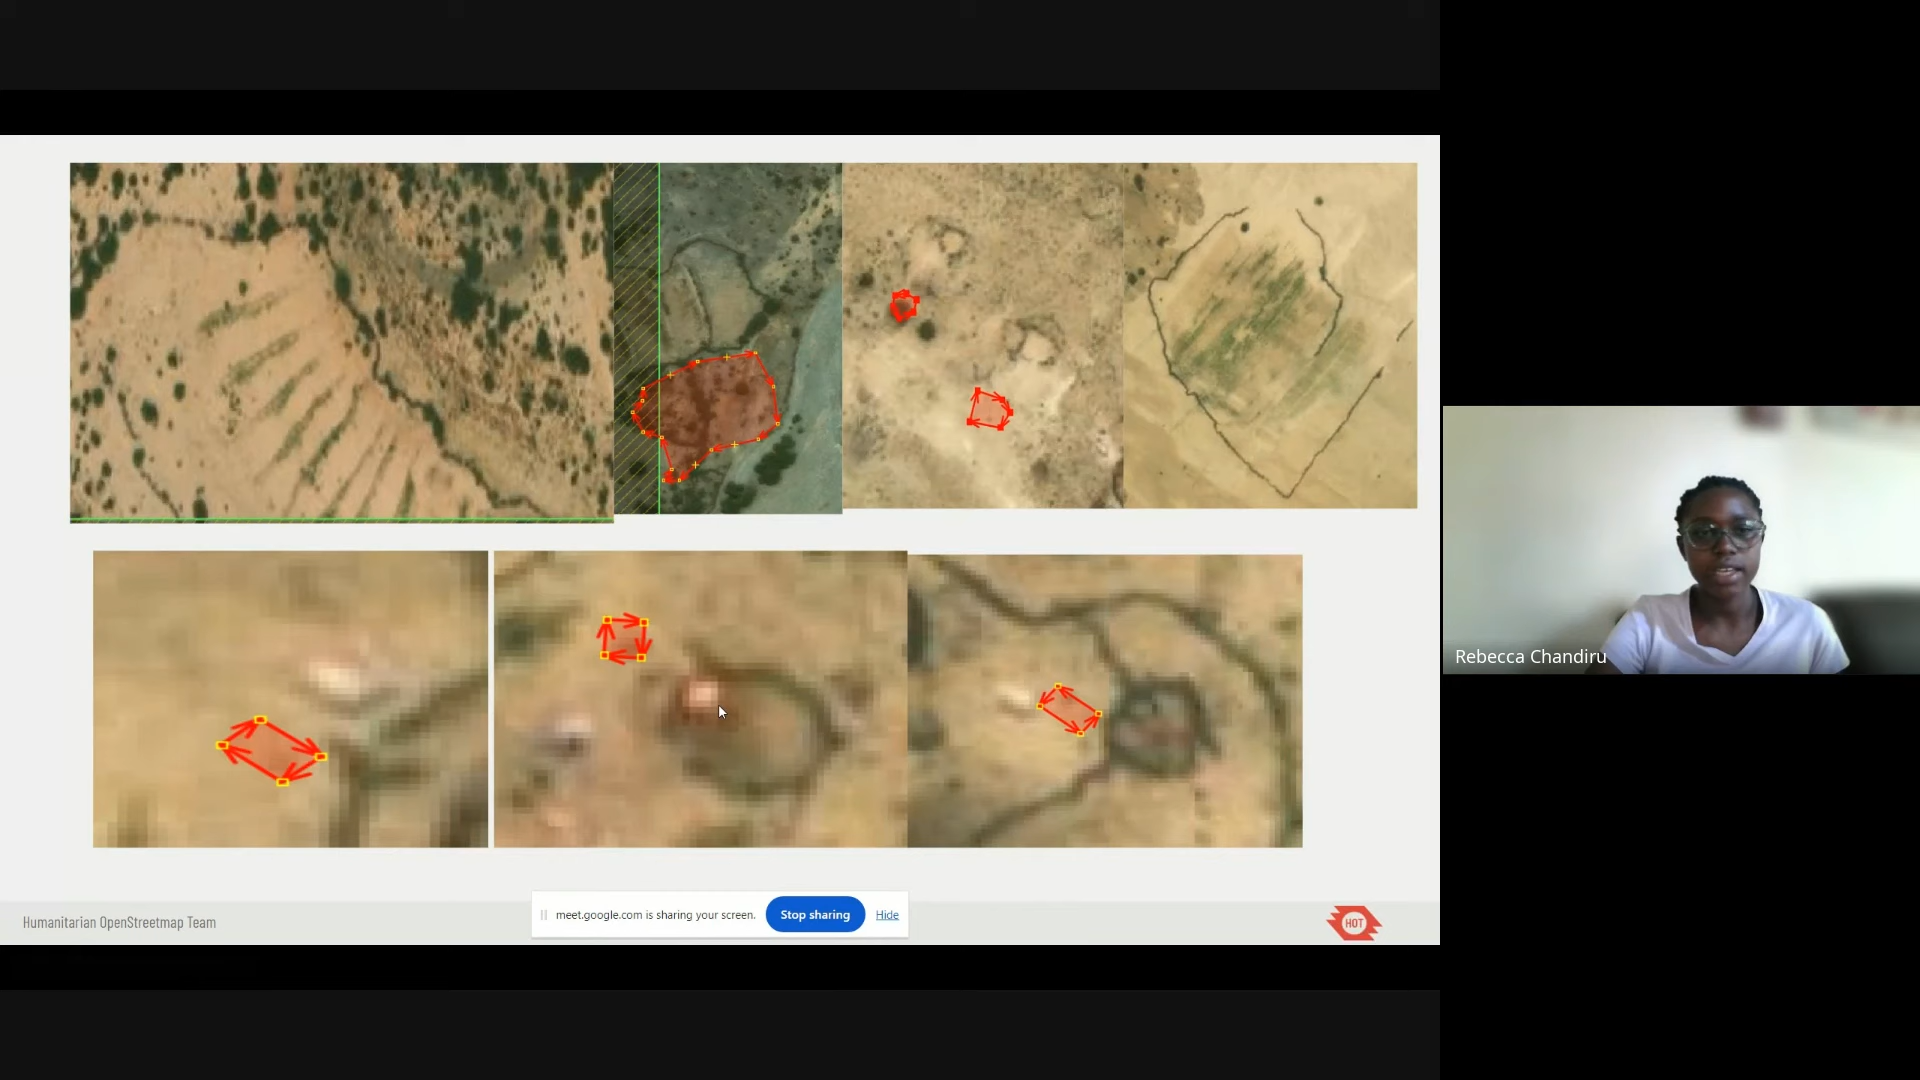 Rebecca Chandiru
meet.google.com is sharing your screen.
Stop sharing
Hide
Humanitarian OpenStreetmap Team
HOT